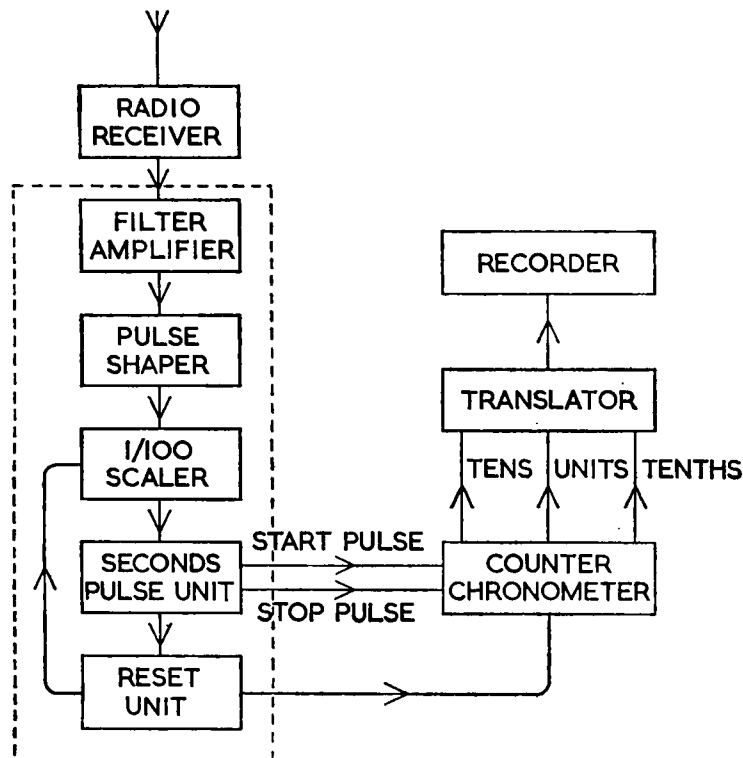 RADIO
RECEIVER
FILTER
AMPLIFIER
PULSE
SHAPER
1/100
SCALER
SECONDS
PULSE UNIT
RESET
UNIT
START PULSE
STOP PULSE
RECORDER
TRANSLATOR
TENS
UNITS
TENTHS
COUNTER
CHRONOMETER